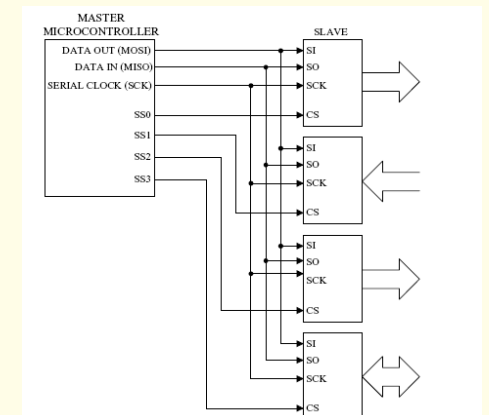 MASTER
MICROCONTROLLER
DATA OUT (MOSI)
DATA IN (MISO)
SERIAL CLOCK (SCK)
SS0
SS1
SS2
SS3
SLAVE
SI
SO
SCK
CS
SI
SO
SCK
CS
SI
SO
SCK
CS
SI
SO
SCK
CS